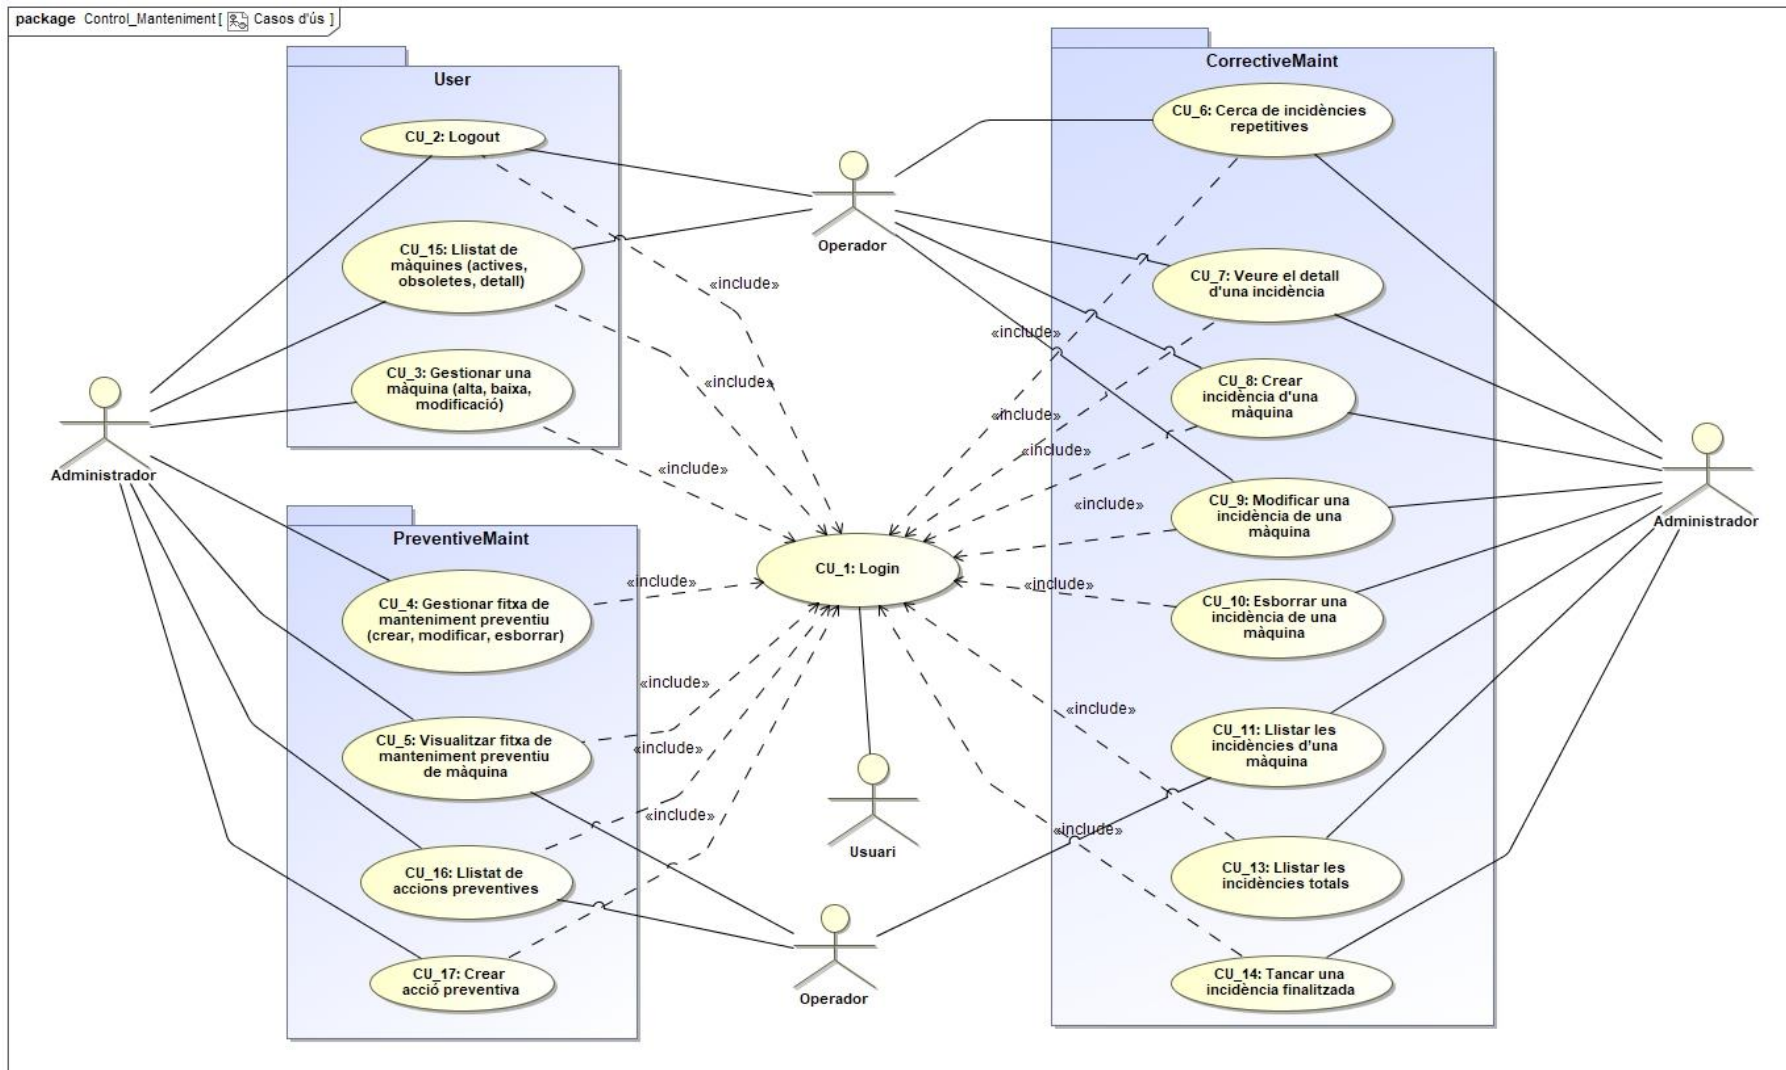 package Control_Manteniment [ Casos d'ús ]
User
CU_2: Logout
CU_15: Llistat de
màquines (actives,
obsoletes, detall)
CU_3: Gestionar una
màquina (alta, baixa,
modificació)
Administrador
PreventiveMaint
CU_4: Gestionar fitxa de
manteniment preventiu
(crear, modificar, esborrar)
CU_5: Visualitzar fitxa de
manteniment preventiu
de màquina
CU_16: Llistat de
accions preventives
CU_17: Crear
acció preventiva
Operador
«include»
«include»
«include»
CU_1: Login
«include»
«include»
«include»
«include»
Usuari
Operador
CorrectiveMaint
CU_6: Cerca de incidències
repetitives
CU_7: Veure el detall
d'una incidència
«include»
CU_8: Crear
incidència d'una
màquina
«include»
«include»
CU_9: Modificar una
incidència de una
màquina
«include»
CU_10: Esborrar una
incidència de una
màquina
«include»
CU_11: Llistar les
incidències d'una
màquina
«include»
CU_13: Llistar les
incidències totals
«include»
CU_14: Tancar una
incidència finalitzada
Administrador